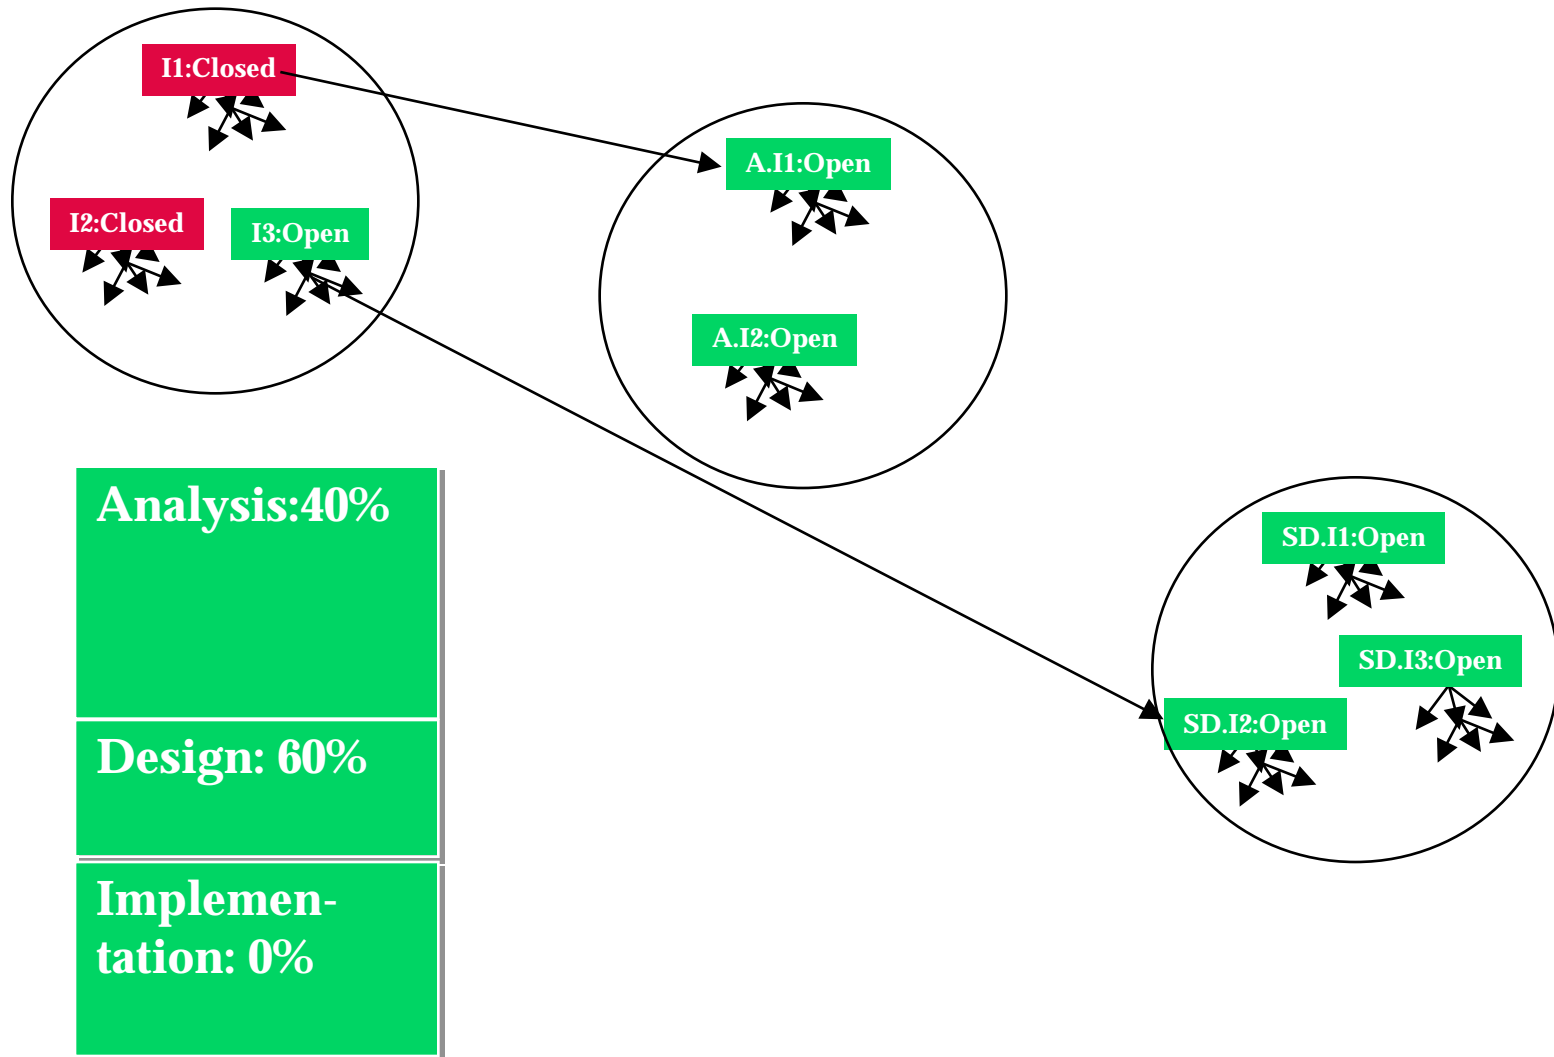 I1:Closed
A.I1:Open
I2:Closed
I3:Open
A.I2:Open
Analysis:40%
SD.I1:Open
SD.I3:Open
SD.I2:Open
Design: 60%
Implemen-
tation: 0%